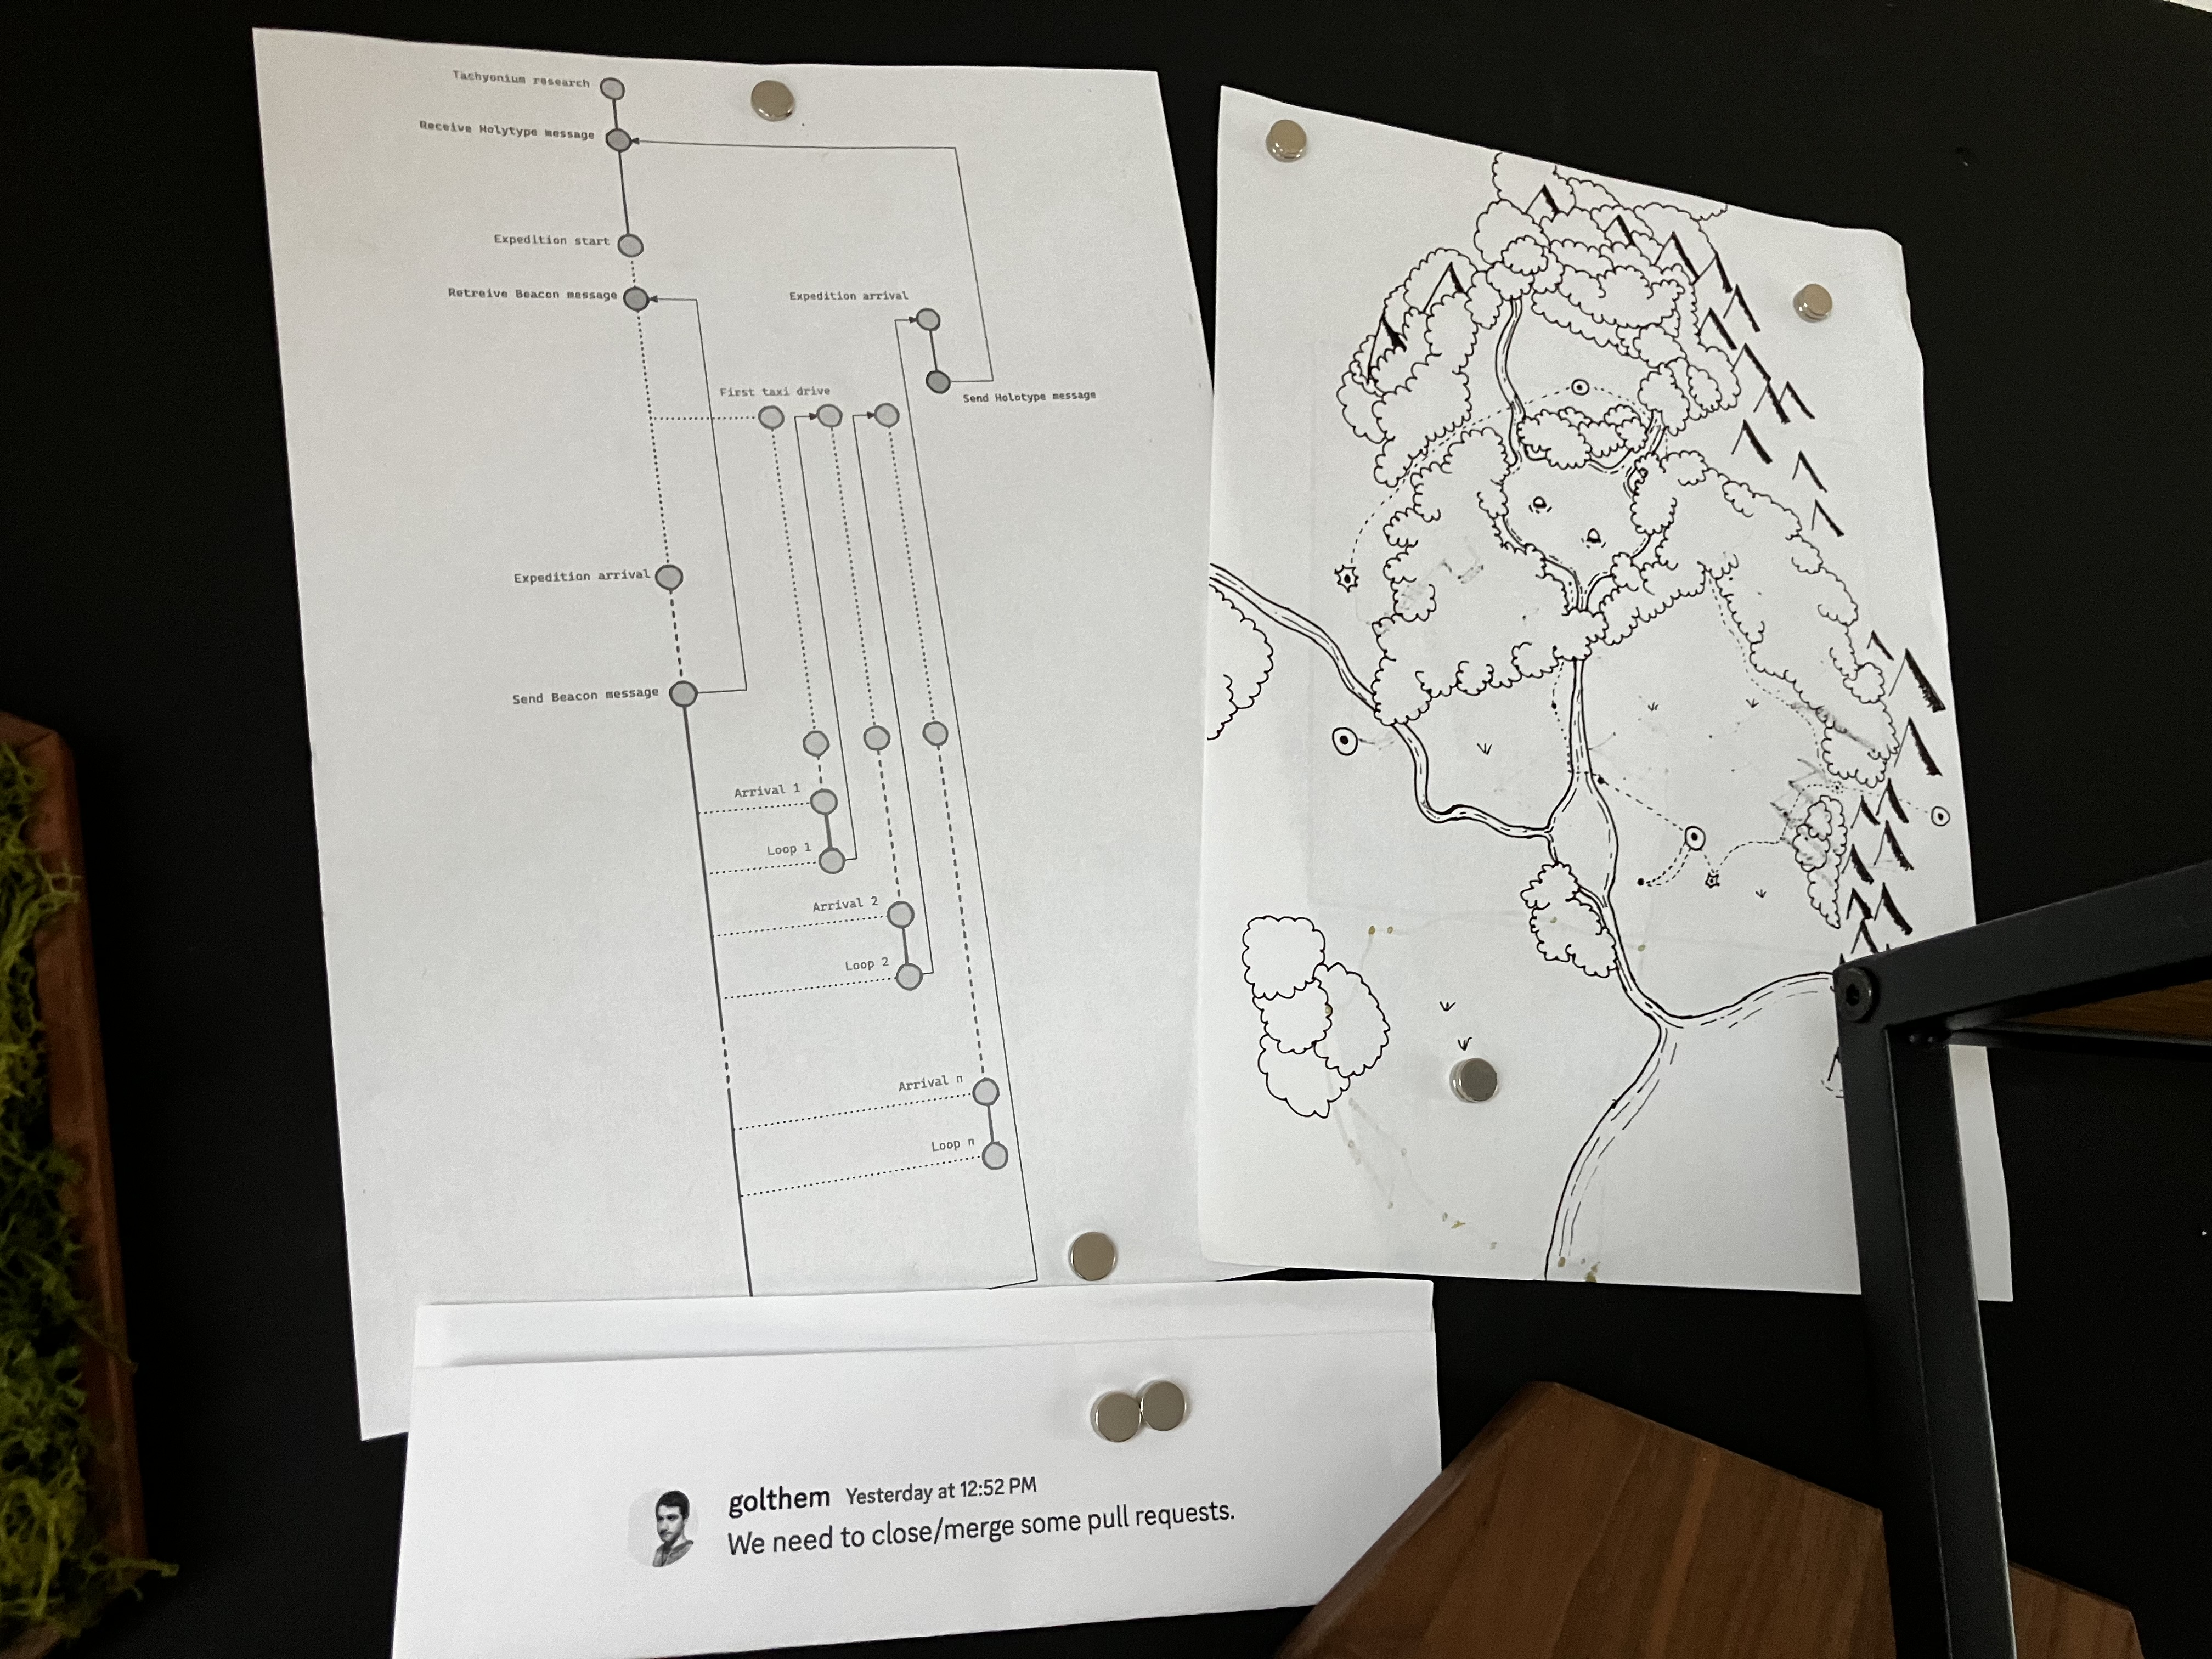 Tachyonium research
Receive Holytype message
Expedition start
Retreive Beacon message
Expedition arrival
First taxi drive
Send Holotype message
Expedition arrival
Send Beacon message
Arrival 1
Loop 1
Arrival 2
Loop 2
Arrival n
Loop n
golthem Yesterday at 12:52 PM
We need to close/merge some pull requests.